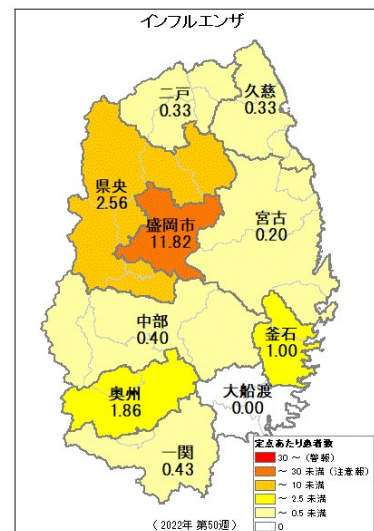 インフルエンザ
二戸
0.33
久慈
0.33
県央
2.56
盛岡市
11.82
宮古
0.20
中部
0.40
釜石
1.00
奥州
1.86
大船渡
0.00
一関
0.43
定点あたり患者数
30 ~ (警報)
~ 30 未満 (注意報)
~ 10 未満
~ 2.5 未満
~ 0.5 未満
0
(2022年 第50週)